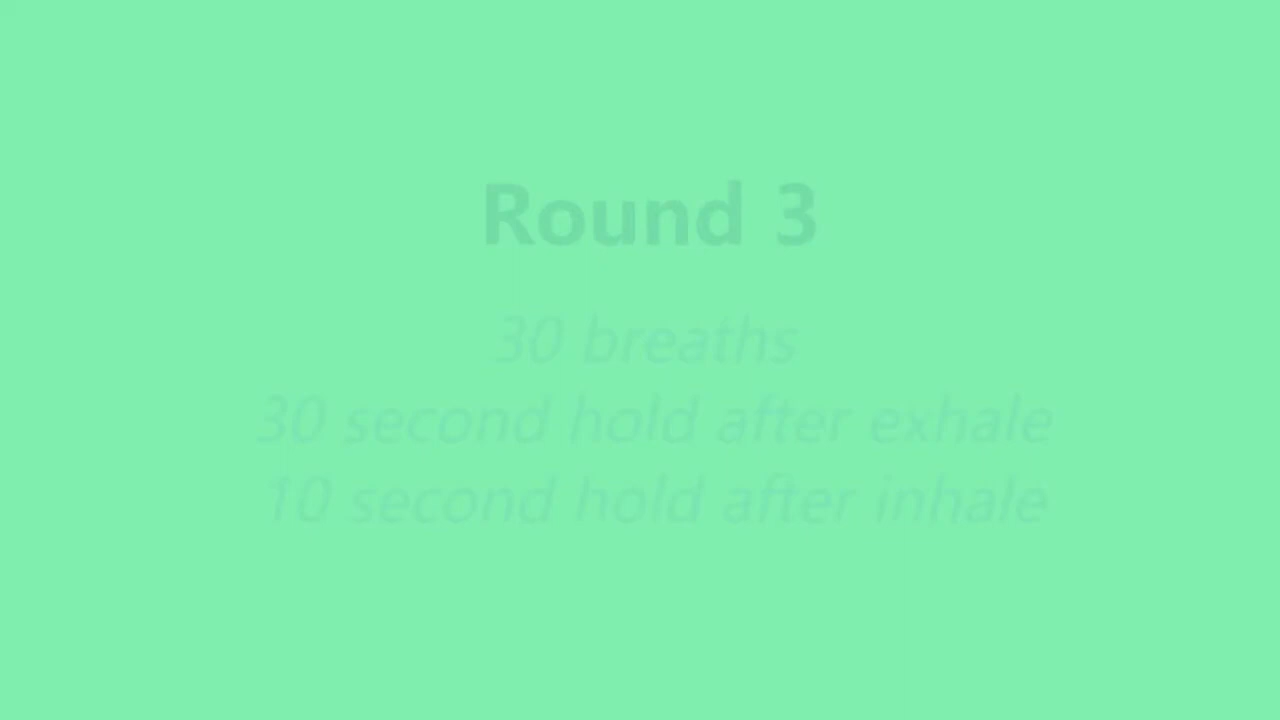 Round 3
30 breaths
30 second hold after exhale
10 second hold after inhale